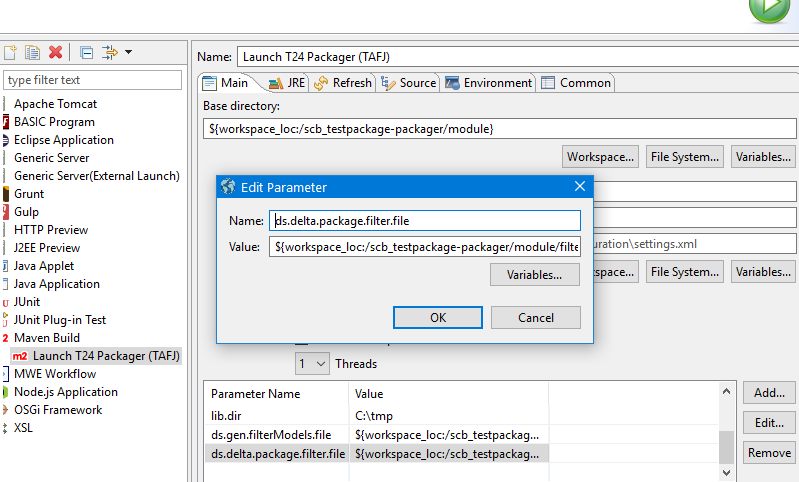 Name: Launch T24 Packager (TAFJ)
type filter text
Main
JRE
Refresh
Source
Environment
Common
Apache Tomcat
BASIC Program
Eclipse Application
Generic Server
Generic Server(External Launch)
Grunt
Gulp
HTTP Preview
J2EE Preview
Java Applet
Java Application
JUnit
JUnit Plug-in Test
Maven Build
m2 Launch T24 Packager (TAFJ)
MWE Workflow
Node.js Application
OSGi Framework
XSL
Base directory:
${workspace_loc:/scb_testpackage-packager/module}
Workspace... File System... Variables...
Edit Parameter
Name: ds.delta.package.filter.file
Value: ${workspace_loc:/scb_testpackage-packager/module/filte
Variables...
OK Cancel
uration\settings.xml
kspace... File System... Variables...
1 Threads
Parameter Name Value
lib.dir C:\tmp
ds.gen.filterModels.file ${workspace_loc:/scb_testpackag...
ds.delta.package.filter.file ${workspace_loc:/scb_testpackag...
Add...
Edit...
Remove